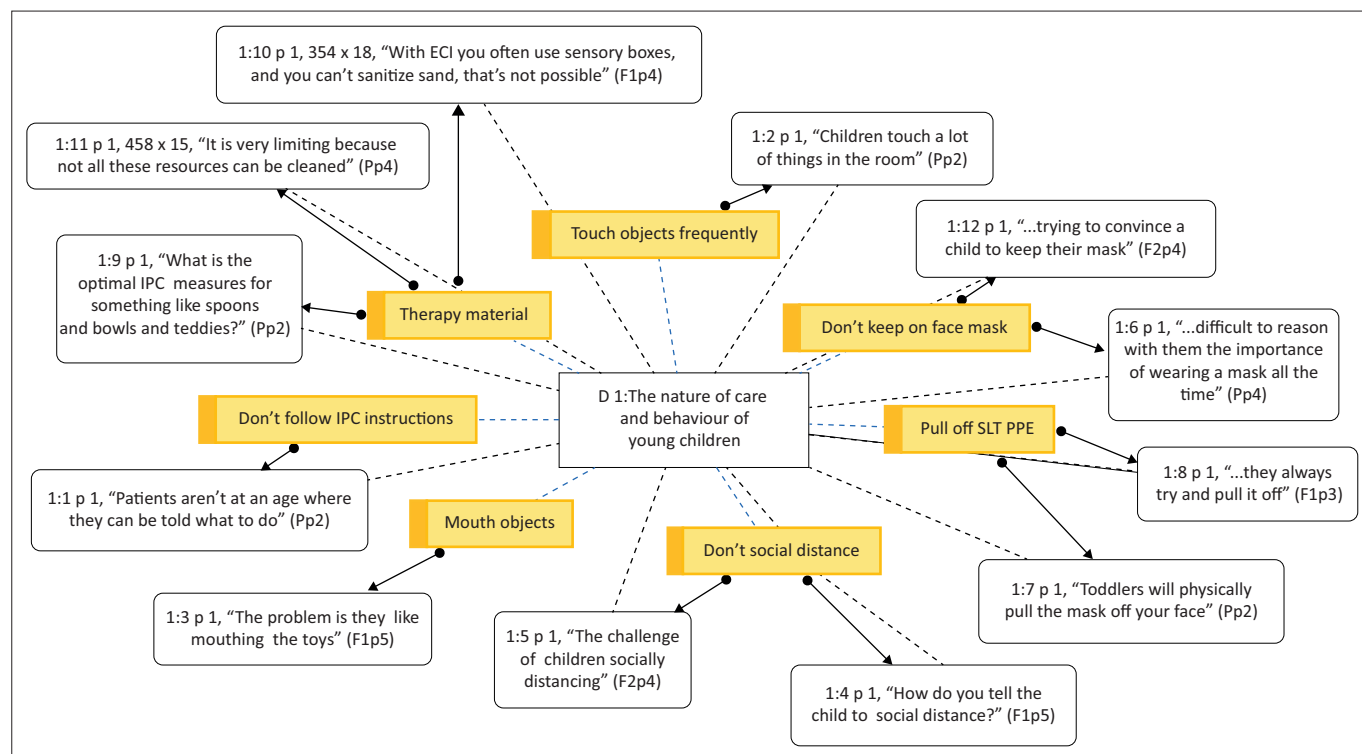 1:10 p 1, 354 x 18, “With ECI you often use sensory boxes,
and you can’t sanitize sand, that’s not possible” (F1p4)
1:11 p 1, 458 x 15, “It is very limiting because
not all these resources can be cleaned” (Pp4)
1:2 p 1, “Children touch a lot
of things in the room” (Pp2)
Touch objects frequently
1:12 p 1, “...trying to convince a
child to keep their mask” (F2p4)
1:9 p 1, “What is the
optimal IPC measures for
something like spoons
and bowls and teddies?” (Pp2)
Therapy material
Don’t keep on face mask
1:6 p 1, “...difficult to reason
with them the importance
of wearing a mask all the
time” (Pp4)
D 1:The nature of care
and behaviour of
young children
Don’t follow IPC instructions
Pull off SLT PPE
1:1 p 1, “Patients aren’t at an age where
they can be told what to do” (Pp2)
1:8 p 1, “...they always
try and pull it off” (F1p3)
Mouth objects
Don’t social distance
1:3 p 1, “The problem is they like
mouthing the toys” (F1p5)
1:5 p 1, “The challenge
of children socially
distancing” (F2p4)
1:7 p 1, “Toddlers will physically
pull the mask off your face” (Pp2)
1:4 p 1, “How do you tell the
child to social distance?” (F1p5)